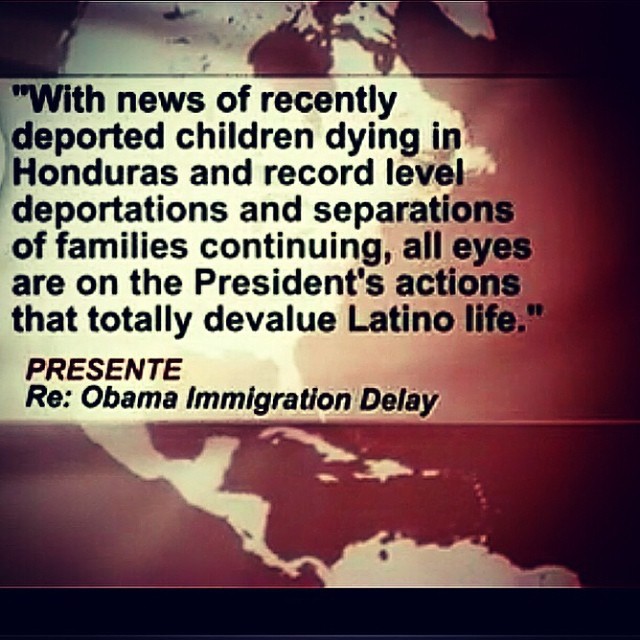 "With news of recently
deported children dying in
Honduras and record level
deportations and separations
of families continuing, all eyes
are on the President's actions
that totally devalue Latino life."
PRESENTE
Re: Obama Immigration Delay